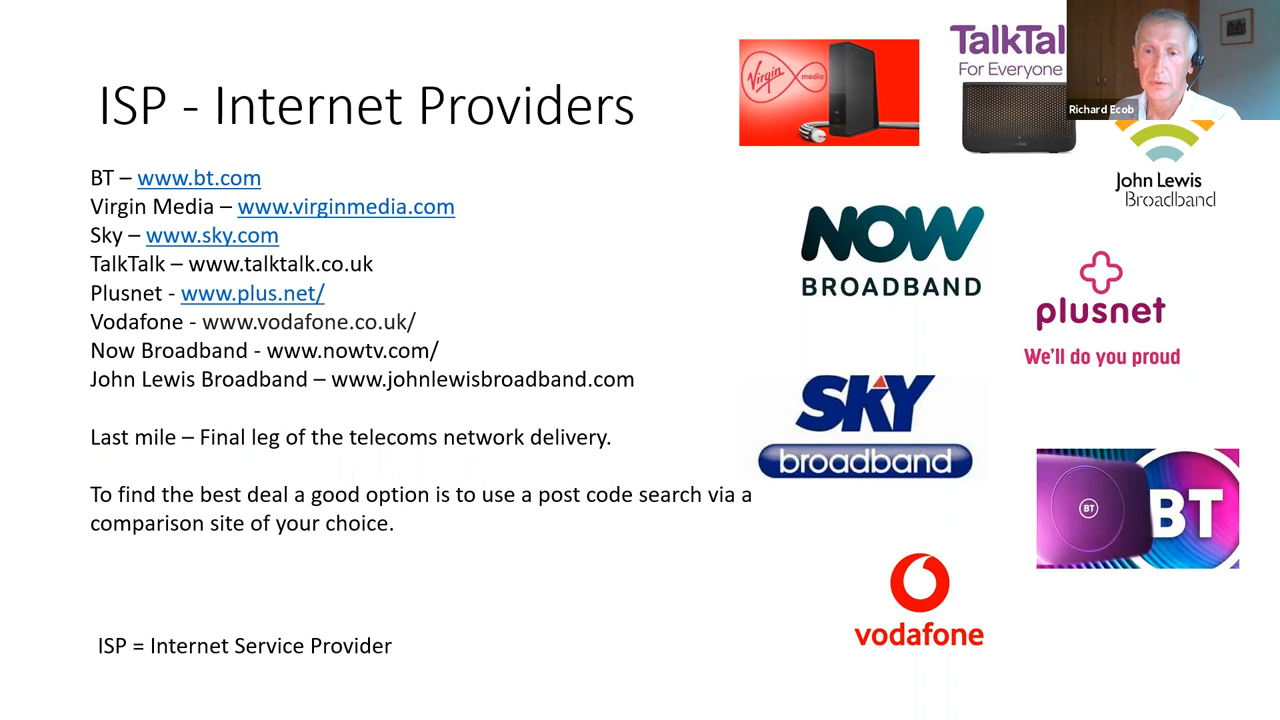 ISP - Internet Providers
BT – www.bt.com
Virgin Media – www.virginmedia.com
Sky – www.sky.com
TalkTalk – www.talktalk.co.uk
Plusnet - www.plus.net/
Vodafone - www.vodafone.co.uk/
Now Broadband - www.nowtv.com/
John Lewis Broadband – www.johnlewisbroadband.com
Last mile – Final leg of the telecoms network delivery.
To find the best deal a good option is to use a post code search via a
comparison site of your choice.
ISP = Internet Service Provider
Virgin media
TalkTal
For Everyone
Richard Ecob
John Lewis
Broadband
NOW
BROADBAND
plusnet
We'll do you proud
SKY
broadband
BT
BT
vodafone